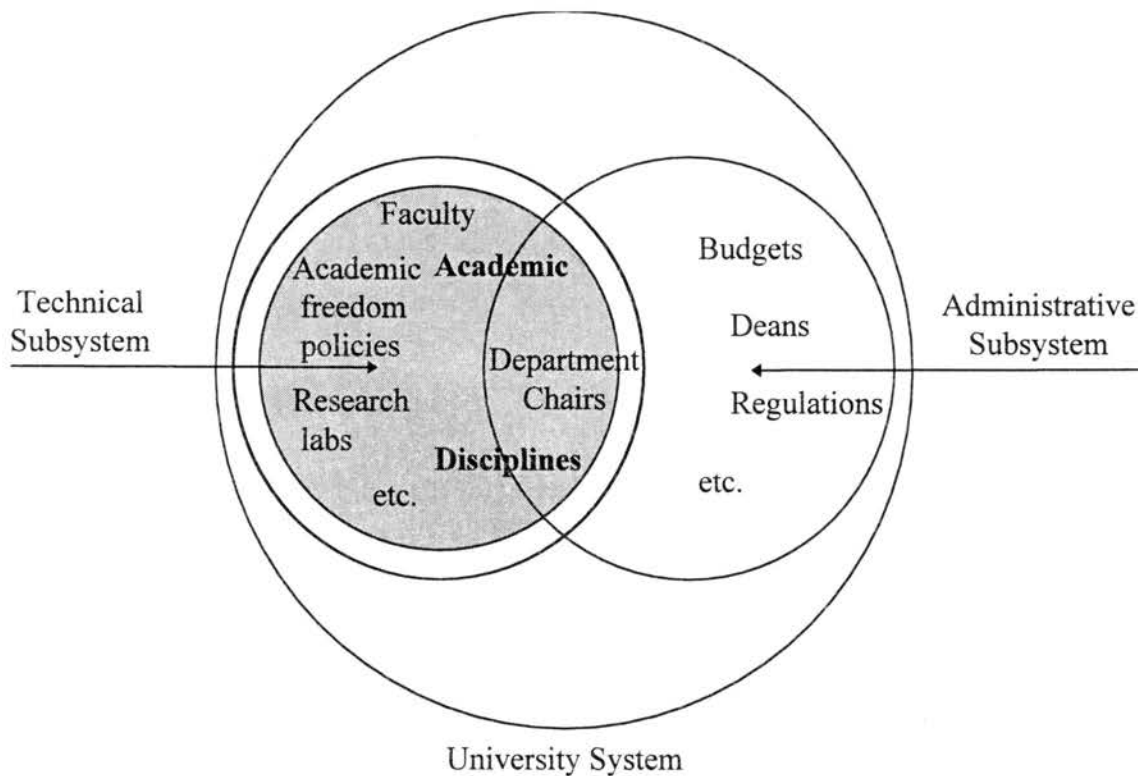 Faculty
Academic
Academic
freedom
policies
Research
labs
Department
Chairs
Disciplines
etc.
Budgets
Deans
Regulations
etc.
Technical
Subsystem
Administrative
Subsystem
University System